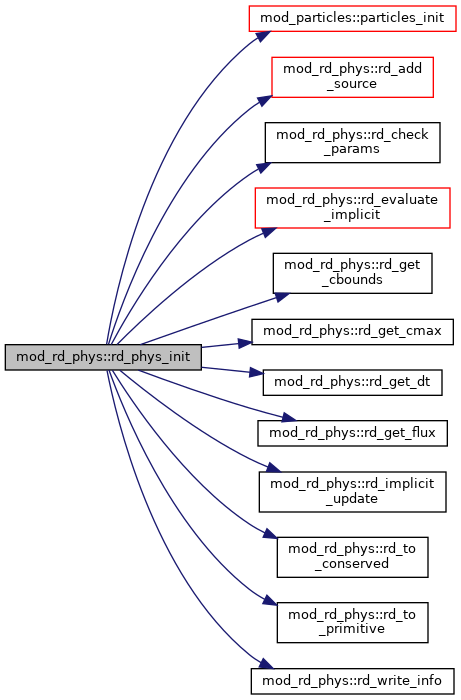 mod_particles::particles_init
mod_rd_phys::rd_add
_source
mod_rd_phys::rd_check
_params
mod_rd_phys::rd_evaluate
_implicit
mod_rd_phys::rd_get
_cbounds
mod_rd_phys::rd_get_cmax
mod_rd_phys::rd_phys_init
mod_rd_phys::rd_get_dt
mod_rd_phys::rd_get_flux
mod_rd_phys::rd_implicit
_update
mod_rd_phys::rd_to
_conserved
mod_rd_phys::rd_to
_primitive
mod_rd_phys::rd_write_info